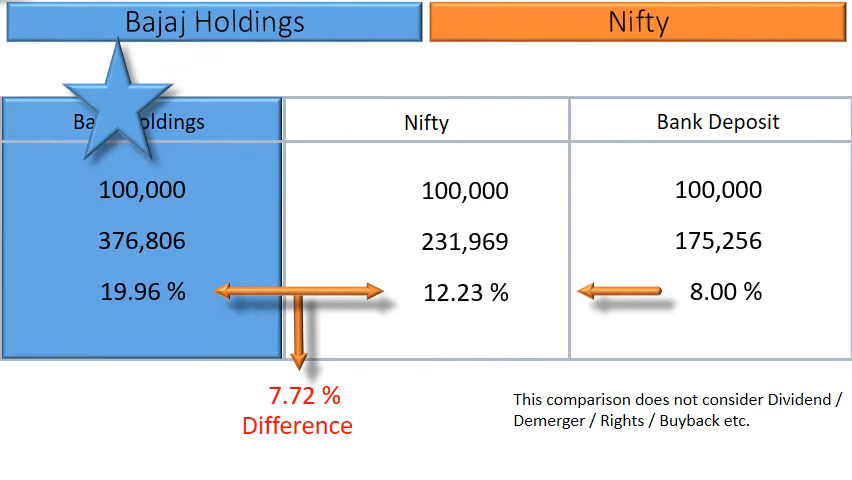 Bajaj Holdings
Nifty
Holdings
Nifty
Bank Deposit
100,000
100,000
100,000
376,806
231,969
175,256
19.96 %
12.23 %
8.00 %
7.72 %
Difference
This comparison does not consider Dividend /
Demerger / Rights / Buyback etc.